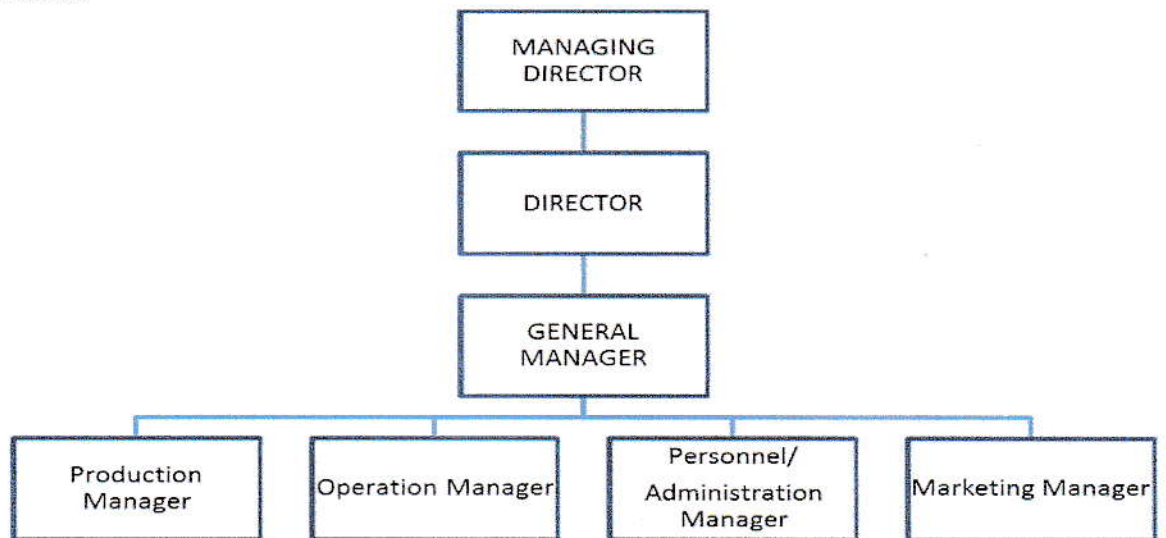 MANAGING
DIRECTOR
DIRECTOR
GENERAL
MANAGER
Production
Manager
Operation Manager
Personnel/
Administration
Manager
Marketing Manager